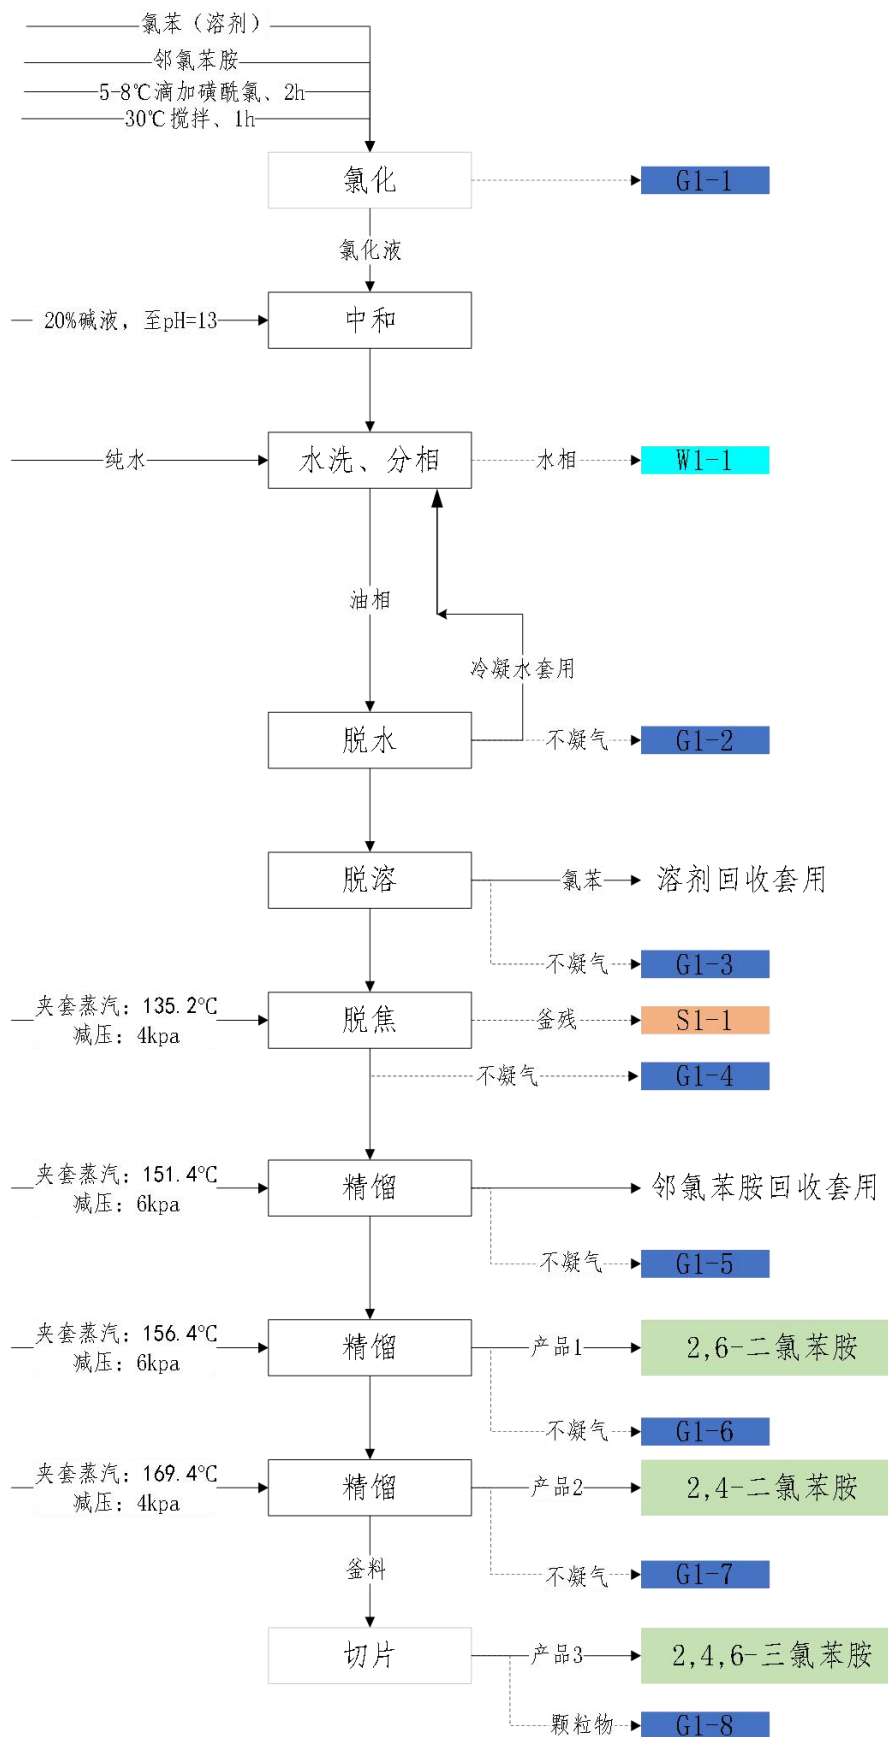 氯苯（溶剂）
邻氯苯胺
5-8℃滴加磺酰氯、2h
30℃搅拌、1h
氯化
G1-1
氯化液
20%碱液，至pH=13
中和
纯水
水洗、分相
水相
W1-1
油相
冷凝水套用
脱水
不凝气
G1-2
脱溶
氯苯
溶剂回收套用
不凝气
G1-3
夹套蒸汽：135.2℃
减压：4kpa
脱焦
釜残
S1-1
不凝气
G1-4
夹套蒸汽：151.4℃
减压：6kpa
精馏
邻氯苯胺回收套用
不凝气
G1-5
夹套蒸汽：156.4℃
减压：6kpa
精馏
产品1
2,6-二氯苯胺
不凝气
G1-6
夹套蒸汽：169.4℃
减压：4kpa
精馏
产品2
2,4-二氯苯胺
不凝气
G1-7
釜料
切片
产品3
2,4,6-三氯苯胺
颗粒物
G1-8